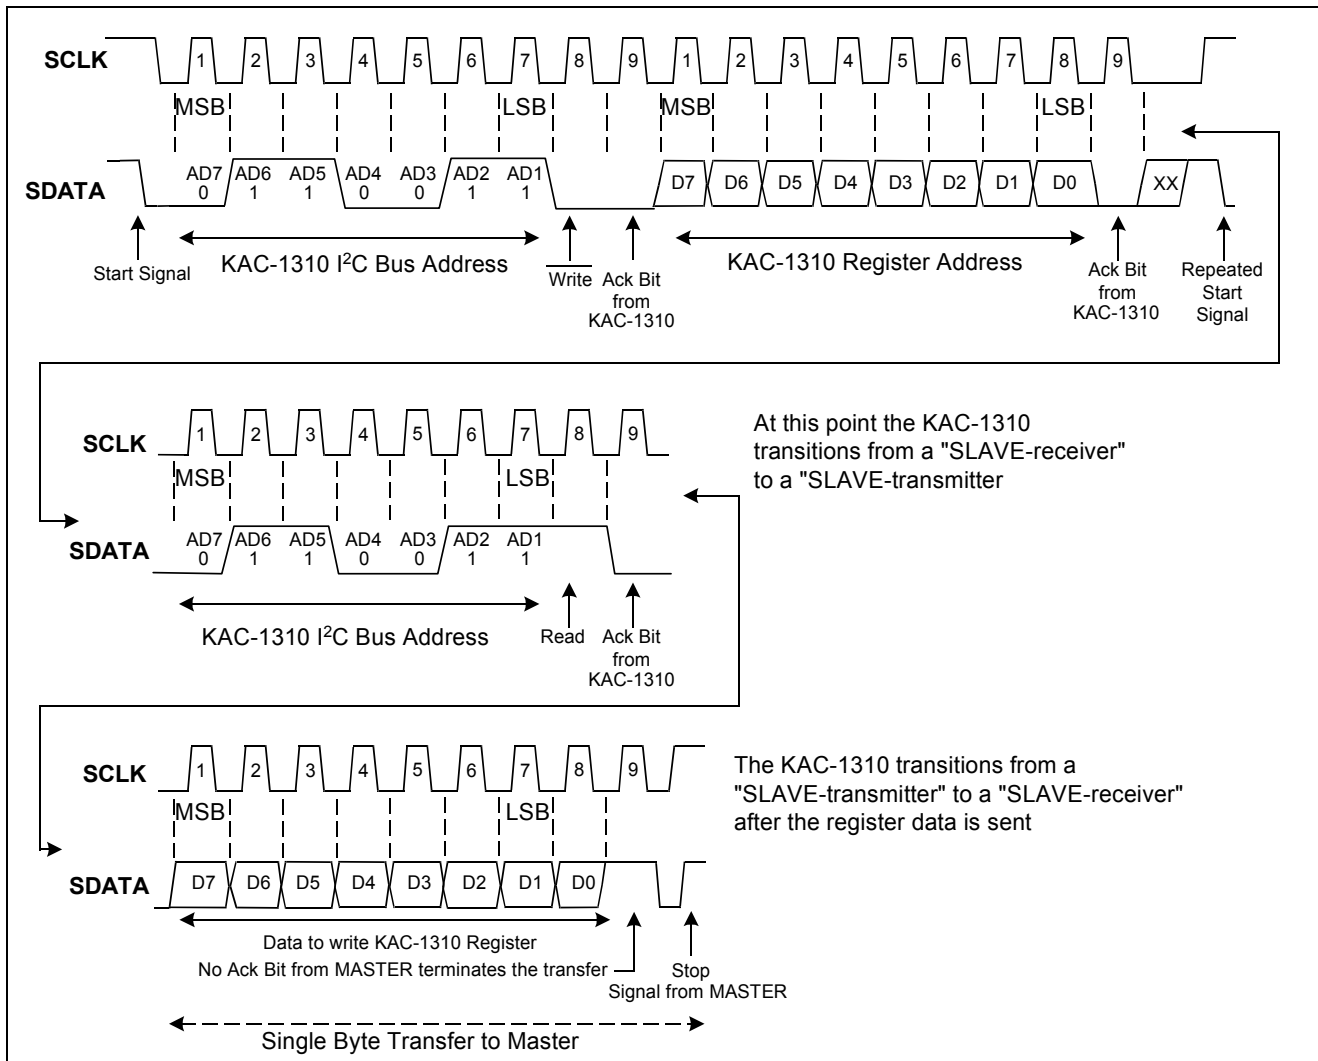 SCLK 1 2 3 4 5 6 7 8 9 1 2 3 4 5 6 7 8 9
MSB LSB MSB LSB
SDATA AD7 AD6 AD5 AD4 AD3 AD2 AD1 D7 D6 D5 D4 D3 D2 D1 D0 XX
0 1 1 0 0 1 1
Start Signal
KAC-1310 I²C Bus Address
Write
Ack Bit
from
KAC-1310
KAC-1310 Register Address
Ack Bit
from
KAC-1310
Repeated
Start
Signal
SCLK 1 2 3 4 5 6 7 8 9
MSB LSB
SDATA AD7 AD6 AD5 AD4 AD3 AD2 AD1
0 1 1 0 0 1 1
KAC-1310 I²C Bus Address
Read
Ack Bit
from
KAC-1310
At this point the KAC-1310
transitions from a "SLAVE-receiver"
to a "SLAVE-transmitter
SCLK 1 2 3 4 5 6 7 8 9
MSB LSB
SDATA D7 D6 D5 D4 D3 D2 D1 D0
Data to write KAC-1310 Register
No Ack Bit from MASTER terminates the transfer
Stop
Signal from MASTER
Single Byte Transfer to Master
The KAC-1310 transitions from a
"SLAVE-transmitter" to a "SLAVE-receiver"
after the register data is sent